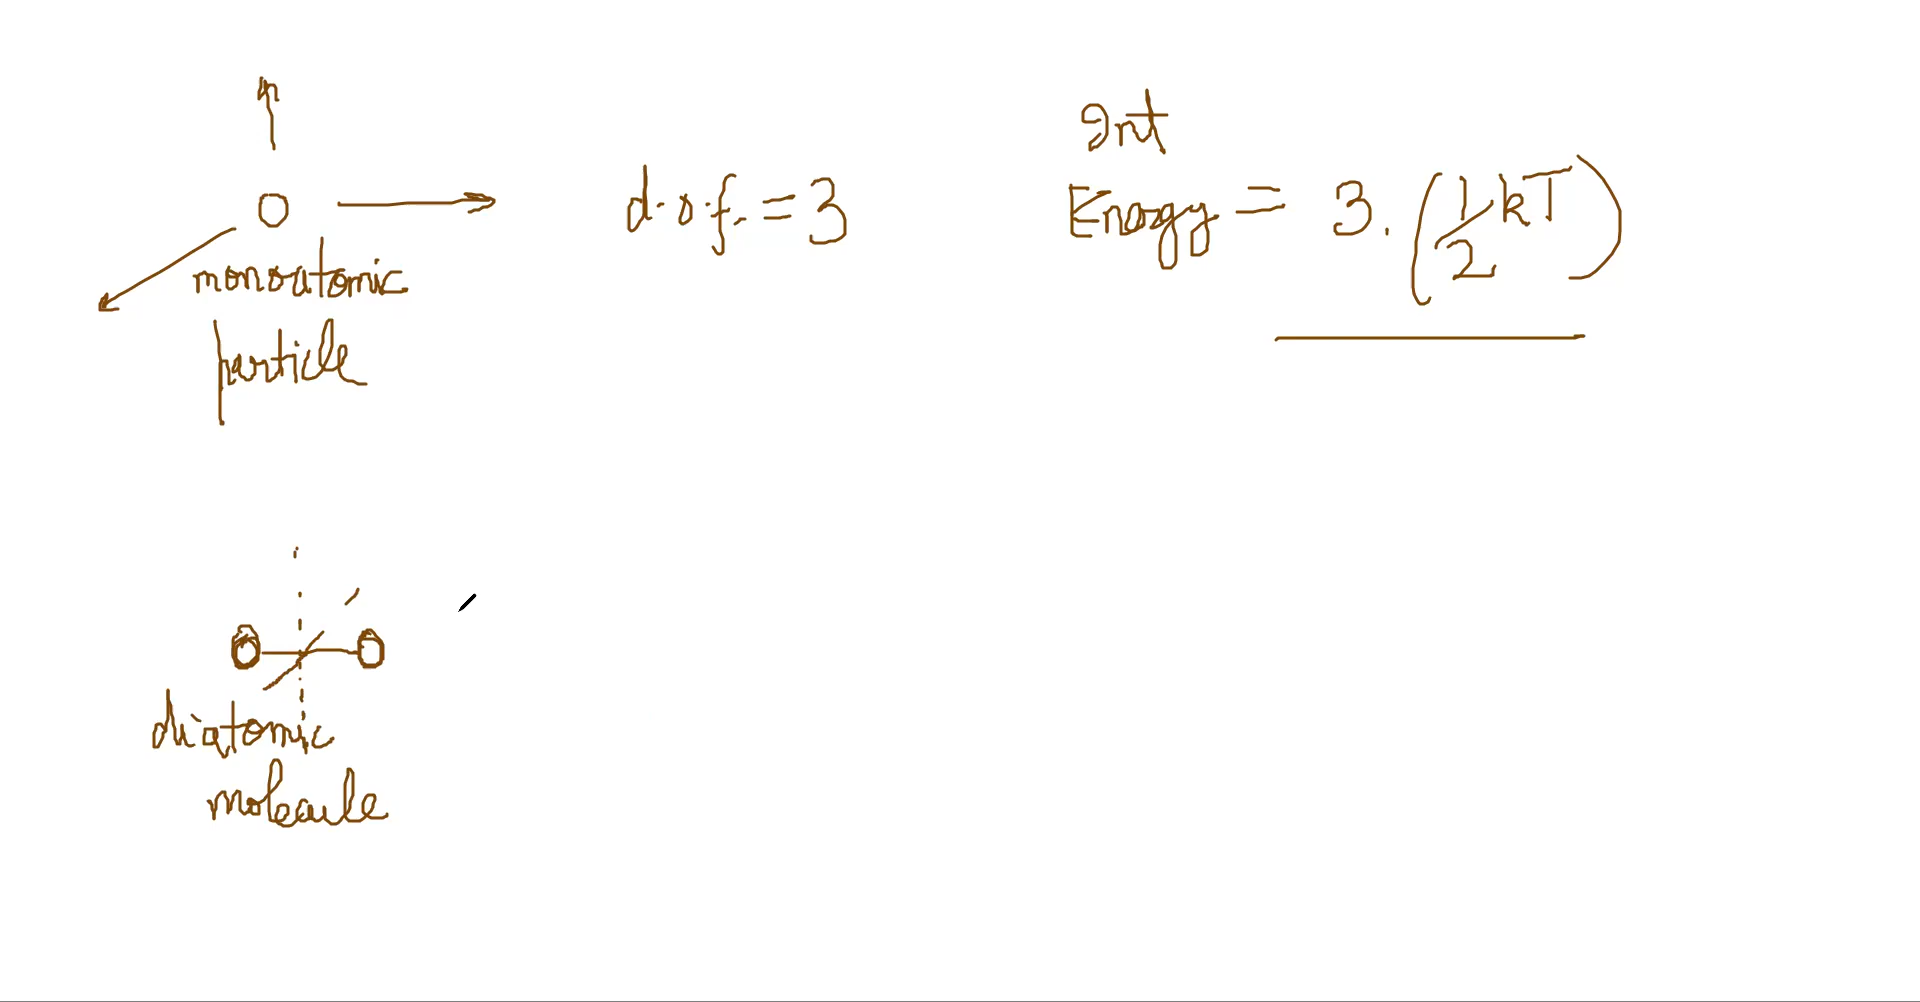 Int
d.o.f. = 3
Energy = 3. (1/2 kT)
monoatomic
particle
diatomic
molecule